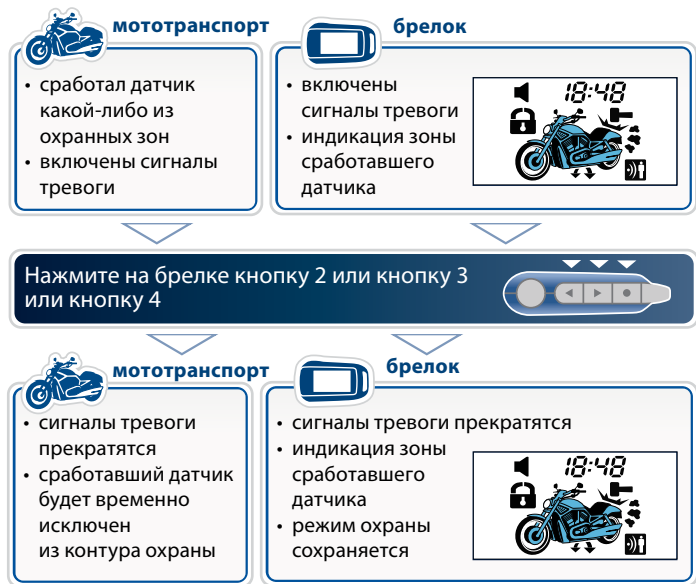 мототранспорт
• сработал датчик
какой-либо из
охранных зон
• включены сигналы
тревоги
брелок
• включены
сигналы тревоги
• индикация зоны
сработавшего
датчика
18:48
Нажмите на брелке кнопку 2 или кнопку 3
или кнопку 4
мототранспорт
• сигналы тревоги
прекратятся
• сработавший датчик
будет временно
исключен
из контура охраны
брелок
• сигналы тревоги прекратятся
• индикация зоны
сработавшего
датчика
• режим охраны
сохраняется
18:48